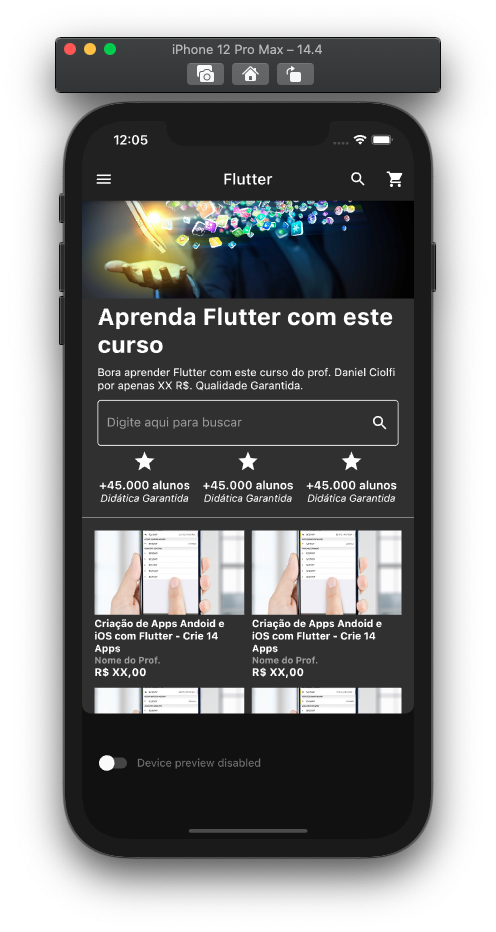 iPhone 12 Pro Max – 14.4
12:05
Flutter
Aprenda Flutter com este
curso
Bora aprender Flutter com este curso do prof. Daniel Ciolfi
por apenas XX R$. Qualidade Garantida.
Digite aqui para buscar
+45.000 alunos +45.000 alunos +45.000 alunos
Didática Garantida Didática Garantida Didática Garantida
Criação de Apps Andoid e
iOS com Flutter - Crie 14
Apps
Nome do Prof.
R$ XX,00
Criação de Apps Andoid e
iOS com Flutter - Crie 14
Apps
Nome do Prof.
R$ XX,00
Device preview disabled